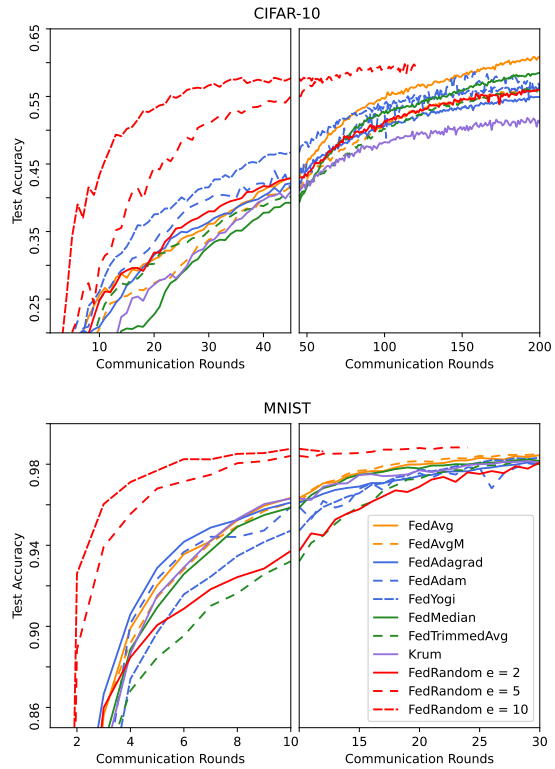 CIFAR-10
Test Accuracy
0.65
0.55
0.45
0.35
0.25
10 20 30 40 50 100 150 200
Communication Rounds Communication Rounds
MNIST
Test Accuracy
0.98
0.94
0.90
0.86
2 4 6 8 10 15 20 25 30
Communication Rounds Communication Rounds
FedAvg
FedAvgM
FedAdagrad
FedAdam
FedYogi
FedMedian
FedTrimmedAvg
Krum
FedRandom e = 2
FedRandom e = 5
FedRandom e = 10